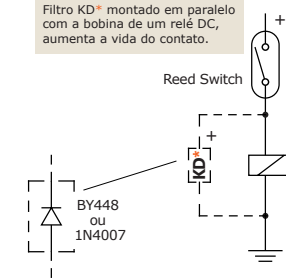 Filtro KD* montado em paralelo
com a bobina de um relé DC,
aumenta a vida do contato.
+
Reed Switch
+
KD*
BY448
ou
1N4007